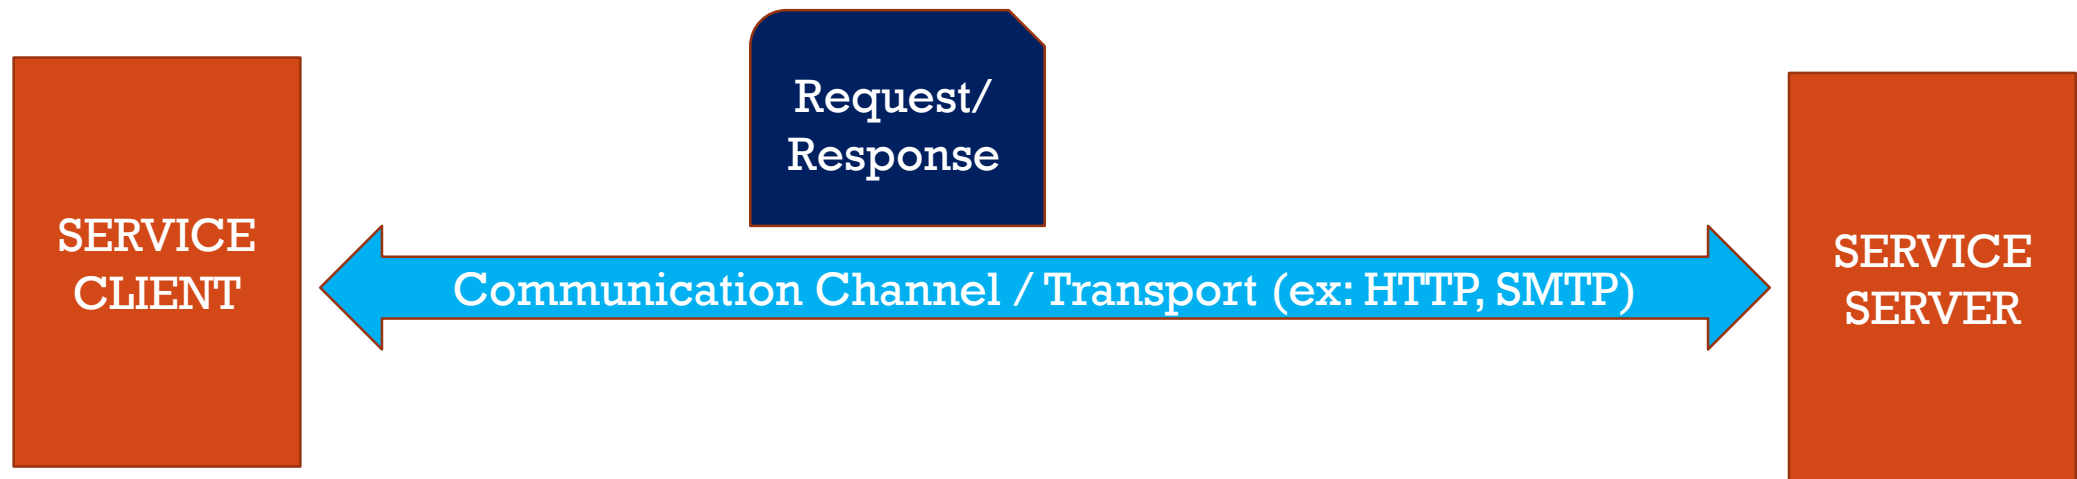 Request/
Response
SERVICE
CLIENT
Communication Channel / Transport (ex: HTTP, SMTP)
SERVICE
SERVER